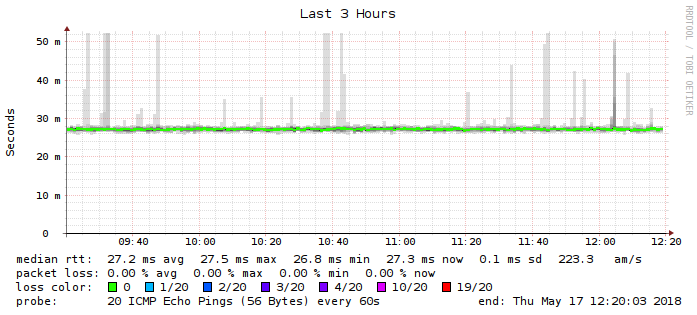 Last 3 Hours
RRDTOOL / TOBI OETIKER
Seconds
50 m
40 m
30 m
20 m
10 m
0
09:40 10:00 10:20 10:40 11:00 11:20 11:40 12:00 12:20
median rtt: 27.2 ms avg 27.5 ms max 26.8 ms min 27.3 ms now 0.1 ms sd 223.3 am/s
packet loss: 0.00 % avg 0.00 % max 0.00 % min 0.00 % now
loss color: 0 1/20 2/20 3/20 4/20 10/20 19/20
probe: 20 ICMP Echo Pings (56 Bytes) every 60s end: Thu May 17 12:20:03 2018